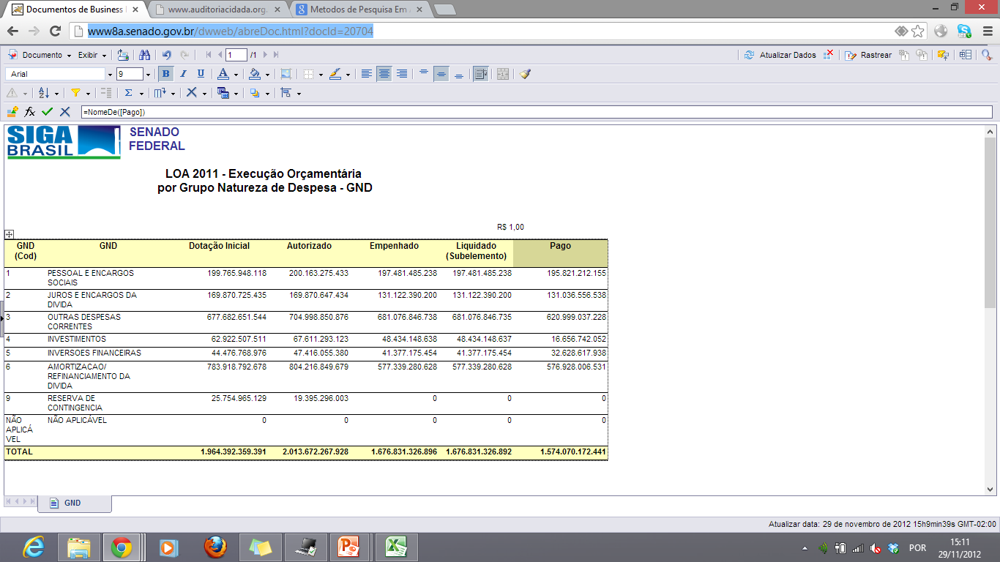 Documentos de Business
www.auditoriacidada.org.
Metodos de Pesquisa Em
www8a.senado.gov.br/dwweb/abreDoc.html?docId=20704
Documento Exibir 1 /1 Atualizar Dados Rastrear
Arial 9 B I U A
=NomeDe([Pago])
SIGA BRASIL
SENADO
FEDERAL
LOA 2011 - Execução Orçamentária
por Grupo Natureza de Despesa - GND
R$ 1,00
GND (Cod) GND Dotação Inicial Autorizado Empenhado Liquidado (Subelemento) Pago
1 PESSOAL E ENCARGOS SOCIAIS 199.765.948.118 200.163.275.433 197.481.485.238 197.481.485.238 195.821.212.155
2 JUROS E ENCARGOS DA DIVIDA 169.870.725.435 169.870.647.434 131.122.390.200 131.122.390.200 131.036.556.538
3 OUTRAS DESPESAS CORRENTES 677.682.651.544 704.998.850.876 681.076.846.738 681.076.846.735 620.999.037.228
4 INVESTIMENTOS 62.922.507.511 67.611.293.123 48.434.148.638 48.434.148.637 16.656.742.052
5 INVERSOES FINANCEIRAS 44.476.768.976 47.416.055.380 41.377.175.454 41.377.175.454 32.628.617.938
6 AMORTIZACAO/ REFINANCIAMENTO DA DIVIDA 783.918.792.678 804.216.849.679 577.339.280.628 577.339.280.628 576.928.006.531
9 RESERVA DE CONTINGENCIA 25.754.965.129 19.395.296.003 0 0 0
NÃO APLICÁ VEL NÃO APLICÁVEL 0 0 0 0 0
TOTAL 1.964.392.359.391 2.013.672.267.928 1.676.831.326.896 1.676.831.326.892 1.574.070.172.441
GND
Atualizar data: 29 de novembro de 2012 15h9min39s GMT-02:00
POR
15:11
29/11/2012